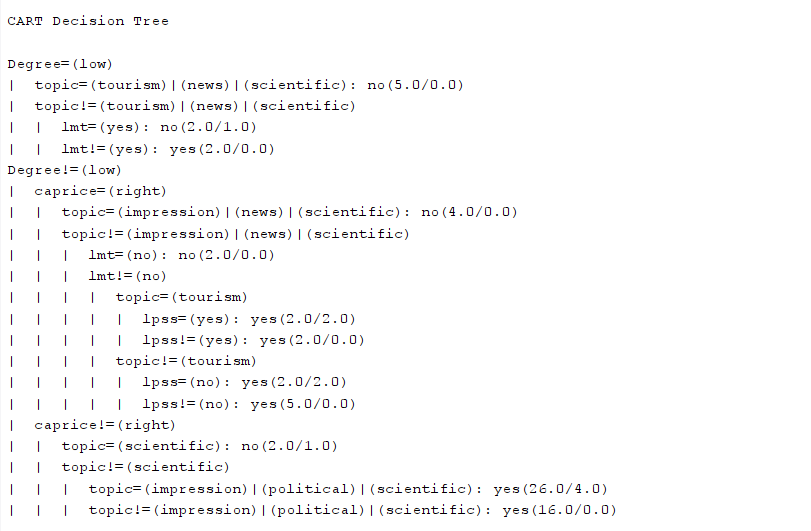 CART Decision Tree
Degree=(low)
|  topic=(tourism)|(news)|(scientific): no(5.0/0.0)
|  topic!=(tourism)|(news)|(scientific)
|  |  lmt=(yes): no(2.0/1.0)
|  |  lmt!=(yes): yes(2.0/0.0)
Degree!=(low)
|  caprice=(right)
|  |  topic=(impression)|(news)|(scientific): no(4.0/0.0)
|  |  topic!=(impression)|(news)|(scientific)
|  |  |  lmt=(no): no(2.0/0.0)
|  |  |  lmt!=(no)
|  |  |  |  topic=(tourism)
|  |  |  |  |  lpss=(yes): yes(2.0/2.0)
|  |  |  |  |  lpss!=(yes): yes(2.0/0.0)
|  |  |  |  topic!=(tourism)
|  |  |  |  |  lpss=(no): yes(2.0/2.0)
|  |  |  |  |  lpss!=(no): yes(5.0/0.0)
|  caprice!=(right)
|  |  topic=(scientific): no(2.0/1.0)
|  |  topic!=(scientific)
|  |  |  topic=(impression)|(political)|(scientific): yes(26.0/4.0)
|  |  |  topic!=(impression)|(political)|(scientific): yes(16.0/0.0)